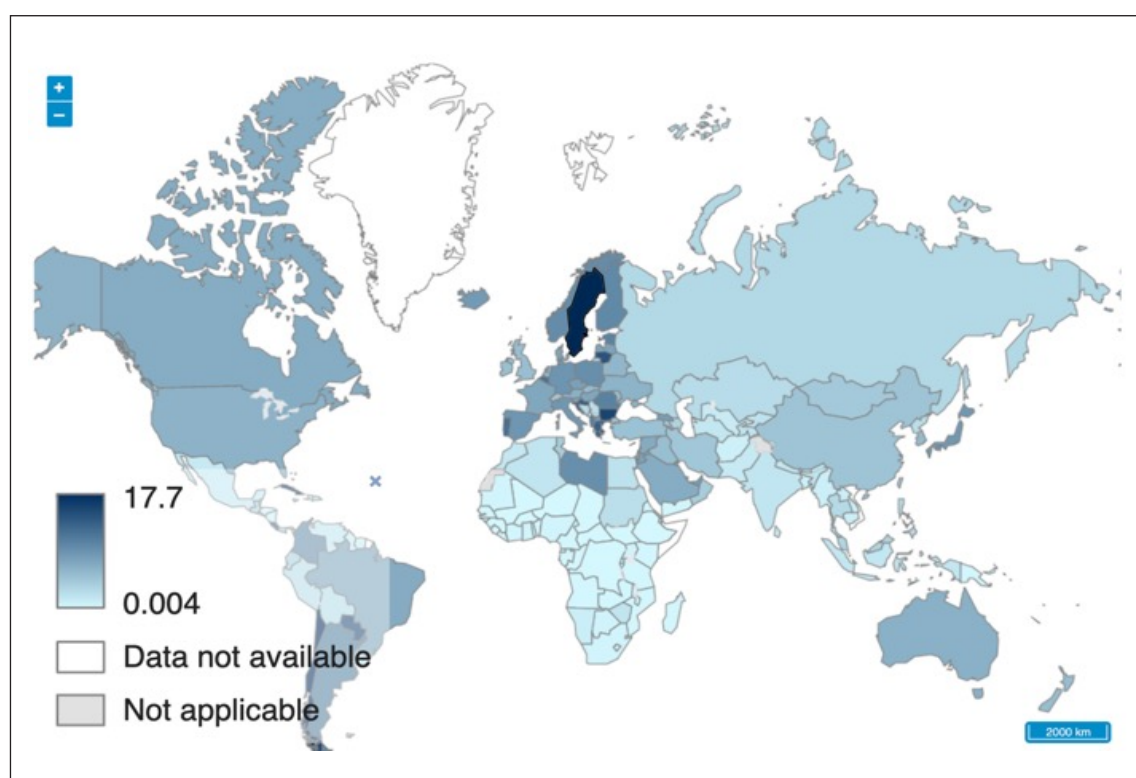 +
−
17.7
0.004
Data not available
Not applicable
2000 km